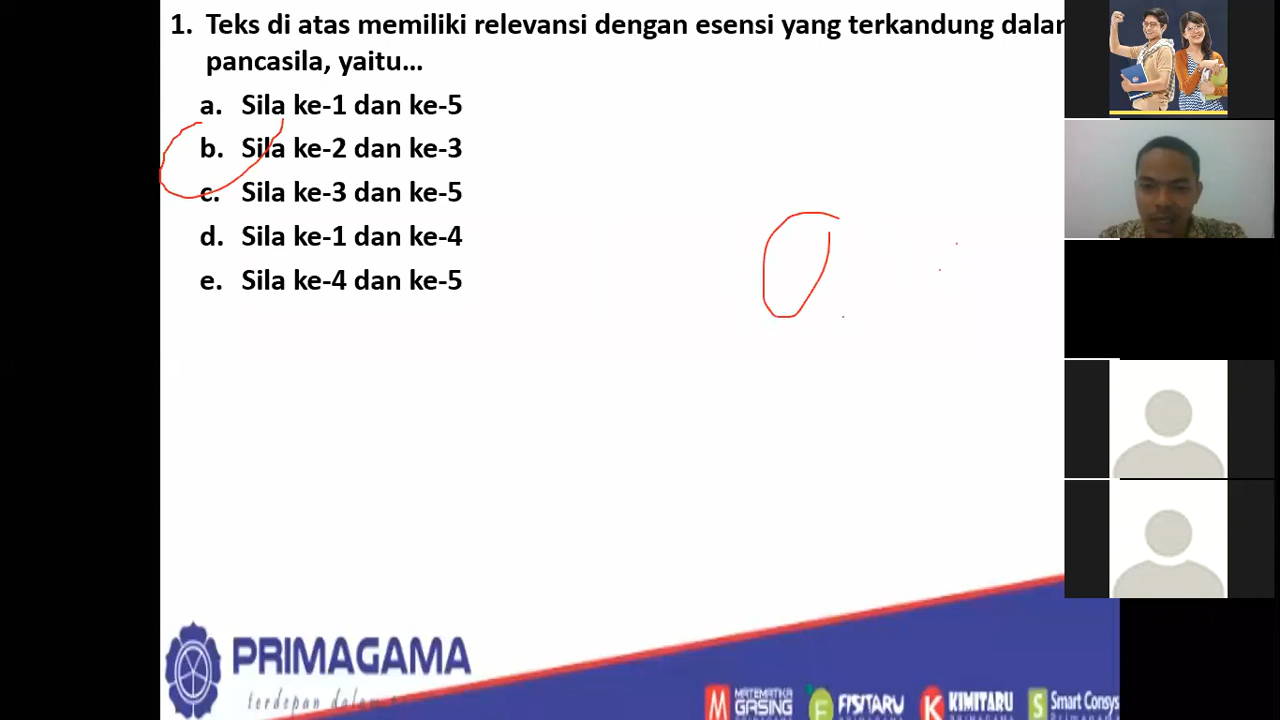 1. Teks di atas memiliki relevansi dengan esensi yang terkandung
pancasila, yaitu...
a. Sila ke-1 dan ke-5
b. Sila ke-2 dan ke-3
c. Sila ke-3 dan ke-5
d. Sila ke-1 dan ke-4
e. Sila ke-4 dan ke-5
PRIMAGAMA
terdepan dalam
M MATEMATIKA GASING
F FISITARU
K KIMITARU
S Smart Consys